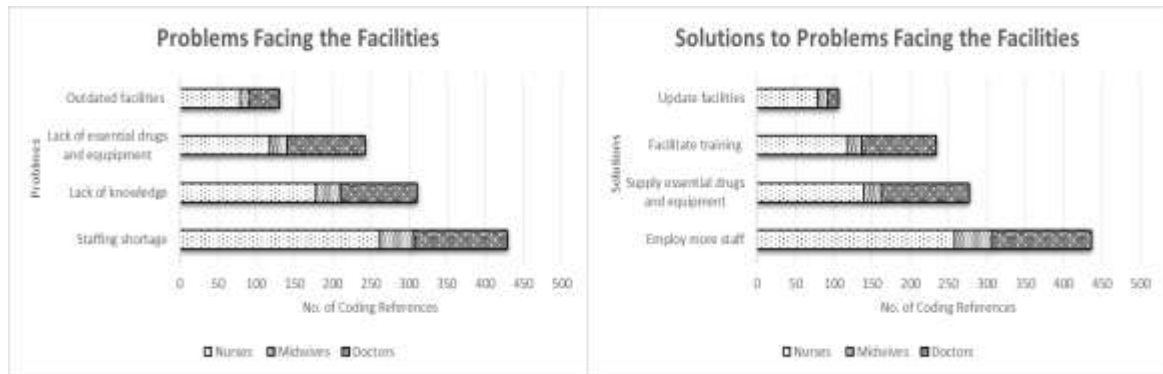 Problems Facing the Facilities
Outdated facilities
Lack of essential drugs
and equpipment
Lack of knowledge
Staffing shortage
Problems
0 50 100 150 200 250 300 350 400 450 500
No. of Coding References
Nurses Midwives Doctors
Solutions to Problems Facing the Facilities
Update facilities
Facilitate training
Supply essential drugs
and equipment
Employ more staff
Solutions
0 50 100 150 200 250 300 350 400 450 500
No. of Coding References
Nurses Midwives Doctors